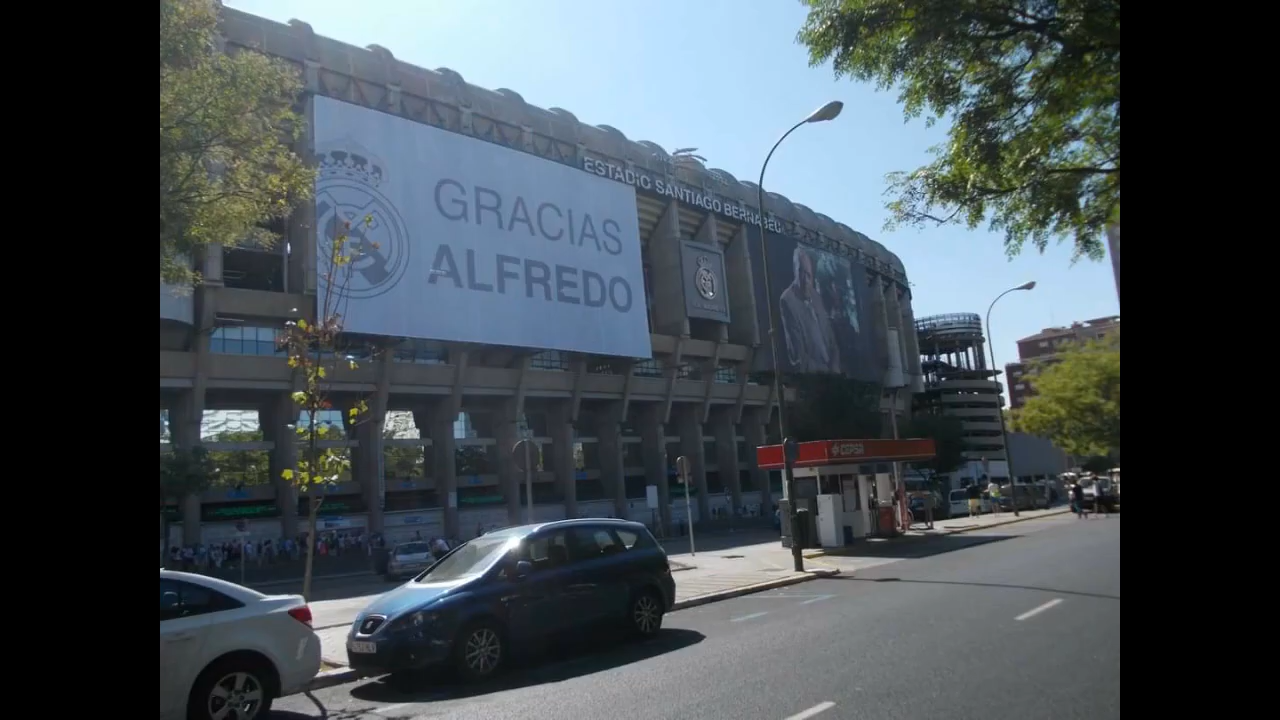 GRACIAS
ALFREDO
ESTADIO SANTIAGO BERNABEU
CEPSA